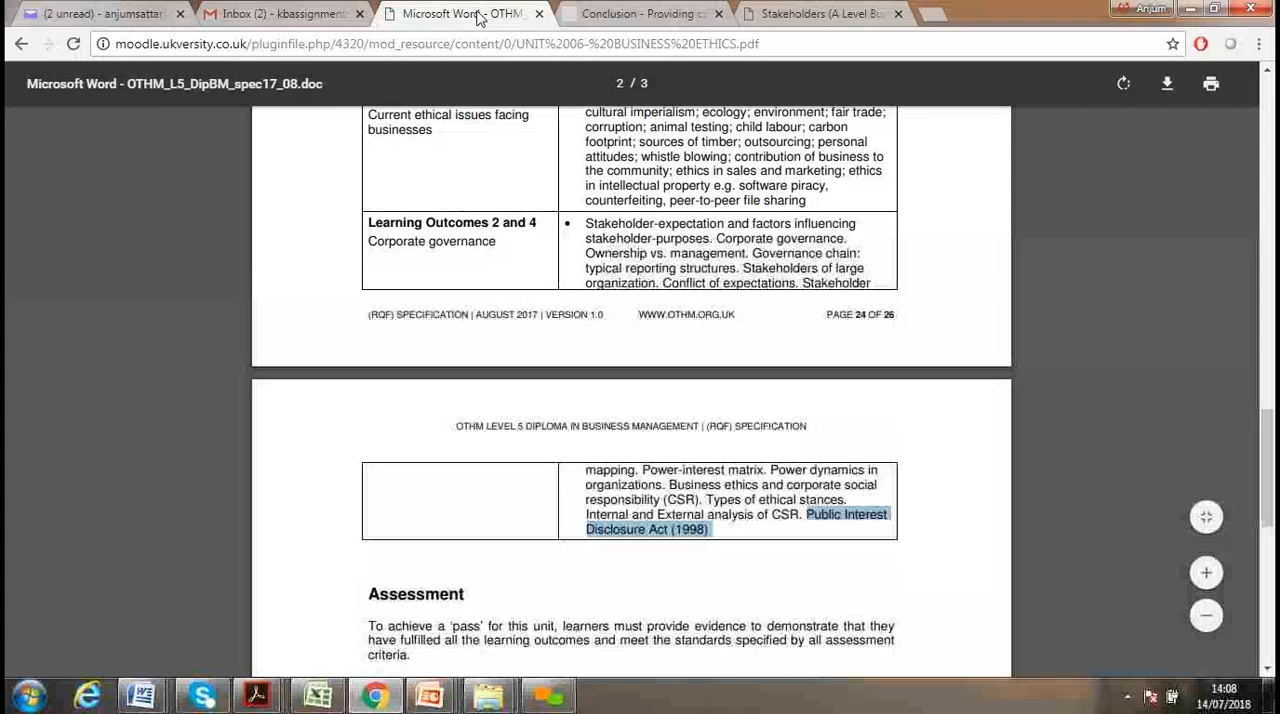 (2 unread) - anjumsattar
Inbox (2) - kbassignment
Microsoft Word - OTHM_
Conclusion - Providing c
Stakeholders (A Level Bu
Anjum
moodle.ukversity.co.uk/pluginfile.php/4320/mod_resource/content/0/UNIT%2006-%20BUSINESS%20ETHICS.pdf
Microsoft Word - OTHM_L5_DipBM_spec17_08.doc
2 / 3
Current ethical issues facing
businesses
cultural imperialism; ecology; environment; fair trade;
corruption; animal testing; child labour; carbon
footprint; sources of timber; outsourcing; personal
attitudes; whistle blowing; contribution of business to
the community; ethics in sales and marketing; ethics
in intellectual property e.g. software piracy,
counterfeiting, peer-to-peer file sharing
Learning Outcomes 2 and 4
Corporate governance
• Stakeholder-expectation and factors influencing
stakeholder-purposes. Corporate governance.
Ownership vs. management. Governance chain:
typical reporting structures. Stakeholders of large
organization. Conflict of expectations. Stakeholder
(RQF) SPECIFICATION | AUGUST 2017 | VERSION 1.0
WWW.OTHM.ORG.UK
PAGE 24 OF 26
OTHM LEVEL 5 DIPLOMA IN BUSINESS MANAGEMENT | (RQF) SPECIFICATION
mapping. Power-interest matrix. Power dynamics in
organizations. Business ethics and corporate social
responsibility (CSR). Types of ethical stances.
Internal and External analysis of CSR. Public Interest
Disclosure Act (1998)
Assessment
To achieve a 'pass' for this unit, learners must provide evidence to demonstrate that they
have fulfilled all the learning outcomes and meet the standards specified by all assessment
criteria.
14:08
14/07/2018